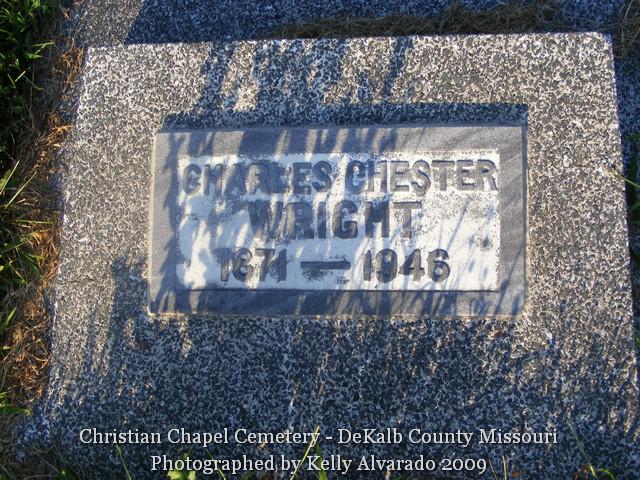 CHARLES CHESTER
WRIGHT
1871 — 1946
Christian Chapel Cemetery - DeKalb County Missouri
Photographed by Kelly Alvarado 2009